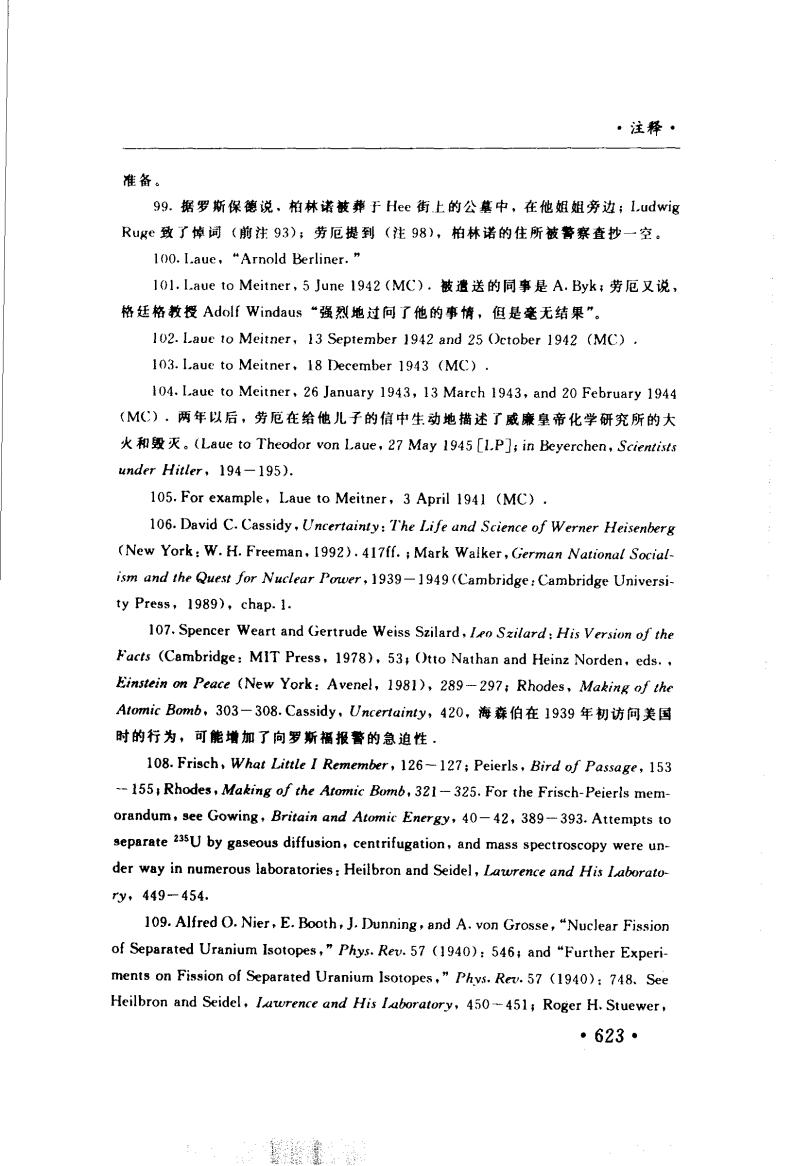 ·注释·
准备。
99. 据罗斯保德说，柏林诺被葬于 Hee 街上的公墓中，在他姐姐旁边；Ludwig
Ruge 致了悼词（前注 93）；劳厄提到（注 98），柏林诺的住所被警察查抄一空。
100. Laue，“Arnold Berliner.”
101. Laue to Meitner, 5 June 1942 (MC). 被遣送的同事是 A. Byk；劳厄又说，
格廷格教授 Adolf Windaus “强烈地过问了他的事情，但是毫无结果”。
102. Laue to Meitner, 13 September 1942 and 25 October 1942 (MC).
103. Laue to Meitner, 18 December 1943 (MC).
104. Laue to Meitner, 26 January 1943, 13 March 1943, and 20 February 1944
(MC). 两年以后，劳厄在给他儿子的信中生动地描述了威廉皇帝化学研究所的大
火和毁灭。(Laue to Theodor von Laue, 27 May 1945 [LP]; in Beyerchen, Scientists
under Hitler, 194－195).
105. For example, Laue to Meitner, 3 April 1941 (MC).
106. David C. Cassidy, Uncertainty: The Life and Science of Werner Heisenberg
(New York: W. H. Freeman, 1992). 417ff.; Mark Walker, German National Social-
ism and the Quest for Nuclear Power, 1939－1949 (Cambridge: Cambridge Universi-
ty Press, 1989), chap. 1.
107. Spencer Weart and Gertrude Weiss Szilard, Leo Szilard: His Version of the
Facts (Cambridge: MIT Press, 1978), 53; Otto Nathan and Heinz Norden, eds.,
Einstein on Peace (New York: Avenel, 1981), 289－297; Rhodes, Making of the
Atomic Bomb, 303－308. Cassidy, Uncertainty, 420, 海森伯在 1939 年初访问美国
时的行为，可能增加了向罗斯福报警的急迫性.
108. Frisch, What Little I Remember, 126－127; Peierls, Bird of Passage, 153
－155; Rhodes, Making of the Atomic Bomb, 321－325. For the Frisch-Peierls mem-
orandum, see Gowing, Britain and Atomic Energy, 40－42, 389－393. Attempts to
separate ²³⁵U by gaseous diffusion, centrifugation, and mass spectroscopy were un-
der way in numerous laboratories: Heilbron and Seidel, Lawrence and His Laborato-
ry, 449－454.
109. Alfred O. Nier, E. Booth, J. Dunning, and A. von Grosse, “Nuclear Fission
of Separated Uranium Isotopes,” Phys. Rev. 57 (1940): 546; and “Further Experi-
ments on Fission of Separated Uranium Isotopes,” Phys. Rev. 57 (1940): 748. See
Heilbron and Seidel, Lawrence and His Laboratory, 450－451; Roger H. Stuewer,
·623·